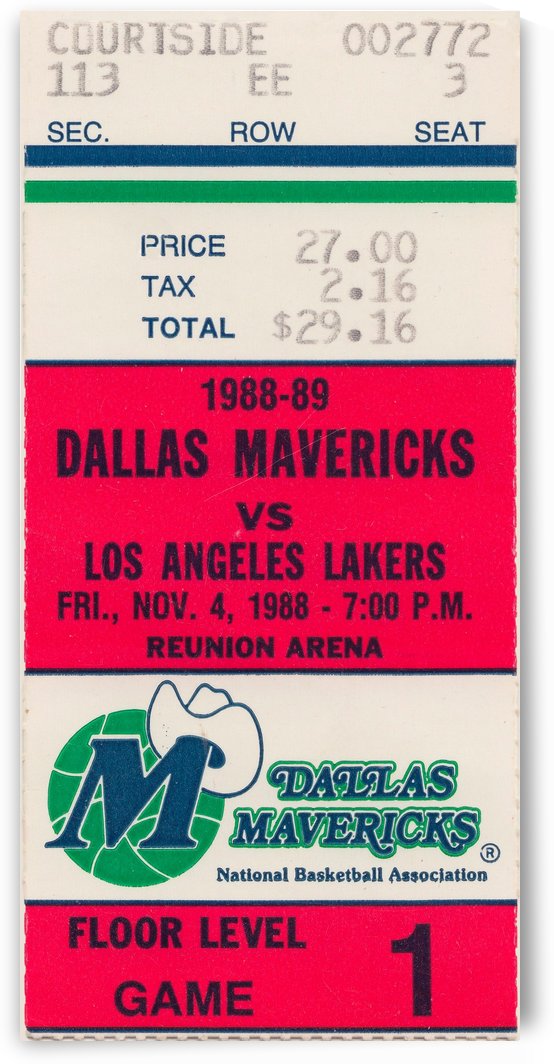 COURTSIDE 002772
113 EE 3
SEC. ROW SEAT
PRICE 27.00
TAX 2.16
TOTAL $29.16
1988-89
DALLAS MAVERICKS
VS
LOS ANGELES LAKERS
FRI., NOV. 4, 1988 - 7:00 P.M.
REUNION ARENA
M
DALLAS
MAVERICKS ®
National Basketball Association
FLOOR LEVEL
GAME 1